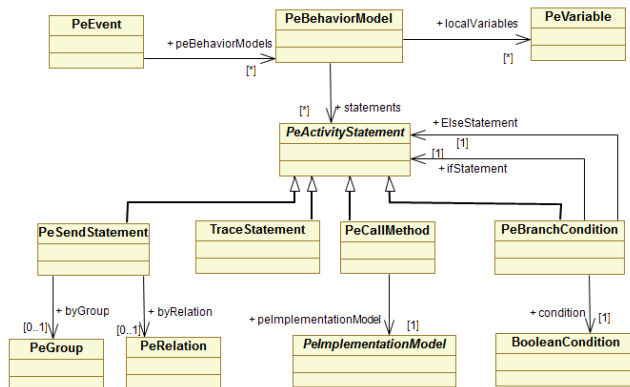 PeEvent
PeBehaviorModel
PeVariable
+ peBehaviorModels
[*]
+ localVariables
[*]
[*]
+ statements
PeActivityStatement
+ ElseStatement
[1]
[1]
+ ifStatement
PeSendStatement
TraceStatement
PeCallMethod
PeBranchCondition
+ byGroup
[0..1]
+ byRelation
[0..1]
+ peImplementationModel
[1]
+ condition
[1]
PeGroup
PeRelation
PeImplementationModel
BooleanCondition